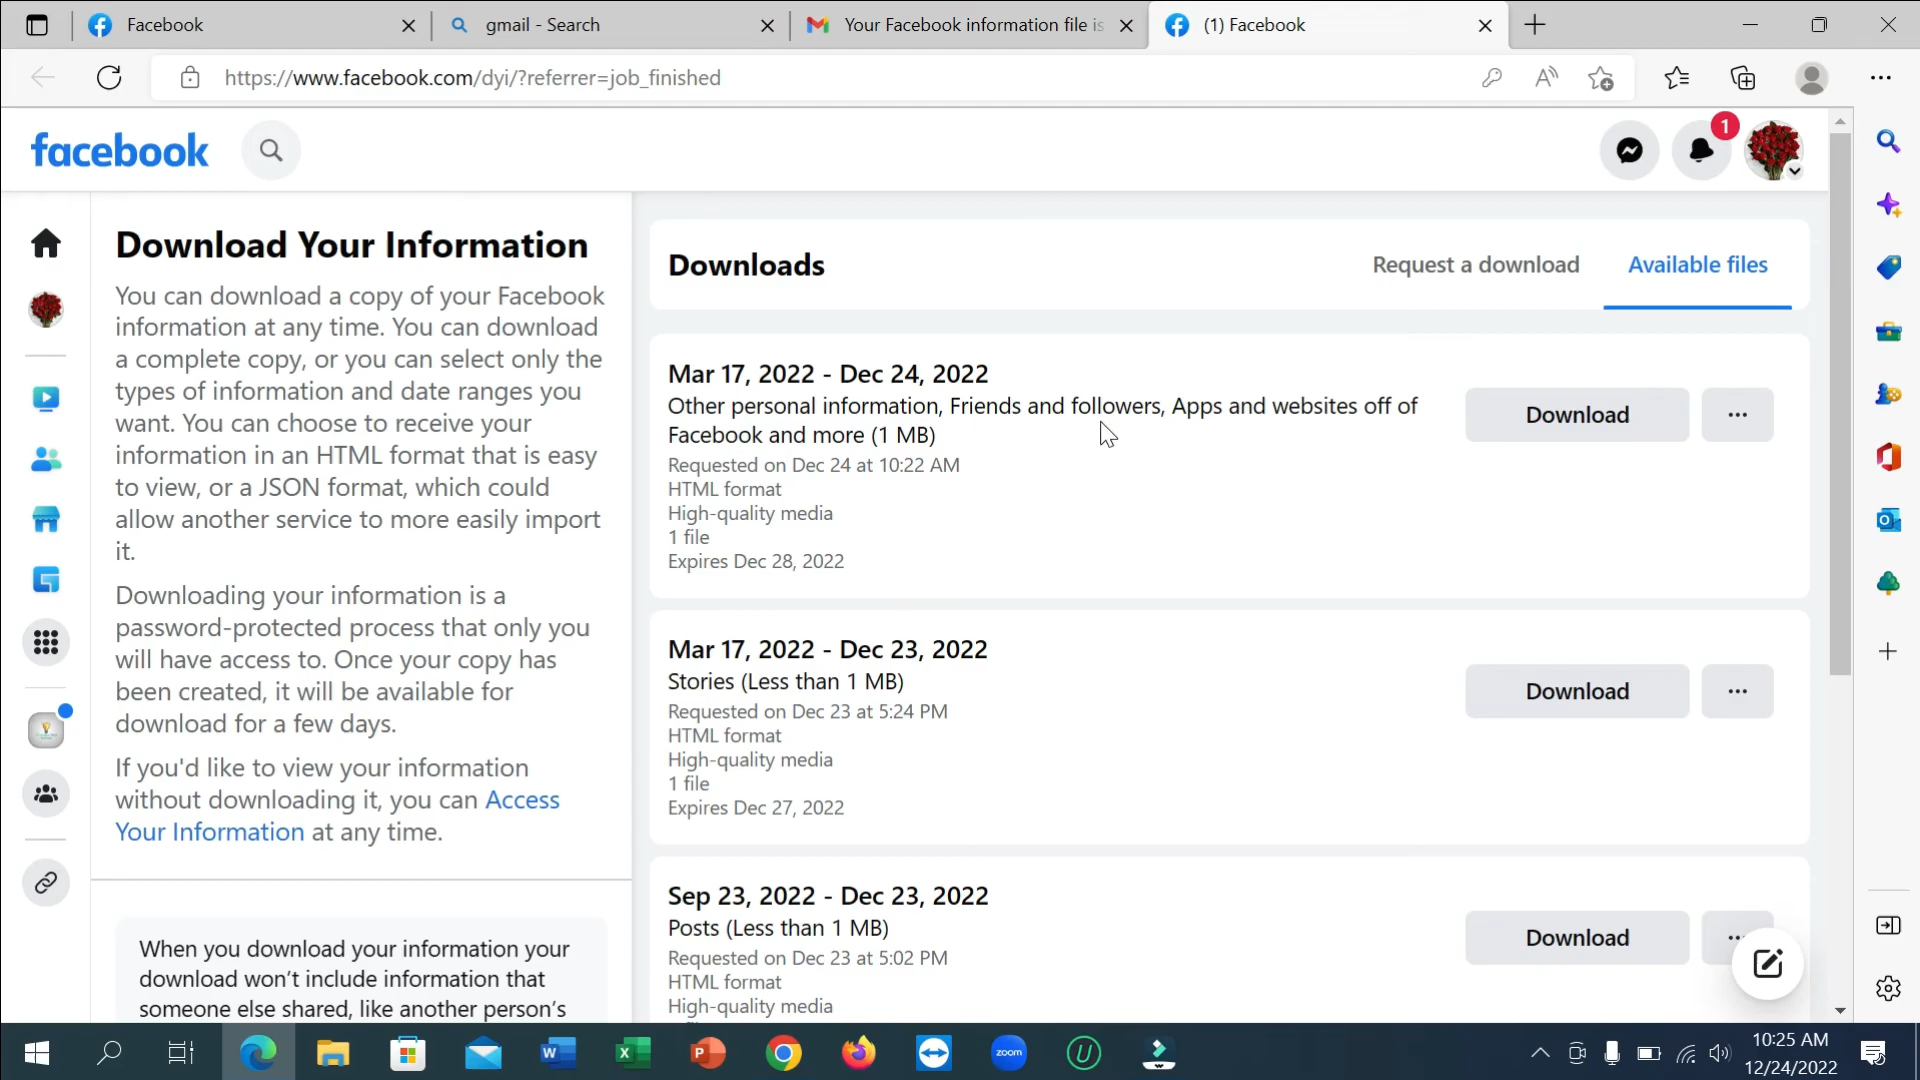 Facebook
gmail - Search
Your Facebook information file is
(1) Facebook
https://www.facebook.com/dyi/?referrer=job_finished
facebook
1
Download Your Information
You can download a copy of your Facebook
information at any time. You can download
a complete copy, or you can select only the
types of information and date ranges you
want. You can choose to receive your
information in an HTML format that is easy
to view, or a JSON format, which could
allow another service to more easily import
it.
Downloading your information is a
password-protected process that only you
will have access to. Once your copy has
been created, it will be available for
download for a few days.
If you'd like to view your information
without downloading it, you can Access
Your Information at any time.
When you download your information your
download won't include information that
someone else shared, like another person's
Downloads
Request a download
Available files
Mar 17, 2022 - Dec 24, 2022
Other personal information, Friends and followers, Apps and websites off of
Facebook and more (1 MB)
Requested on Dec 24 at 10:22 AM
HTML format
High-quality media
1 file
Expires Dec 28, 2022
Download
Mar 17, 2022 - Dec 23, 2022
Stories (Less than 1 MB)
Requested on Dec 23 at 5:24 PM
HTML format
High-quality media
1 file
Expires Dec 27, 2022
Download
Sep 23, 2022 - Dec 23, 2022
Posts (Less than 1 MB)
Requested on Dec 23 at 5:02 PM
HTML format
High-quality media
Download
zoom
10:25 AM
12/24/2022